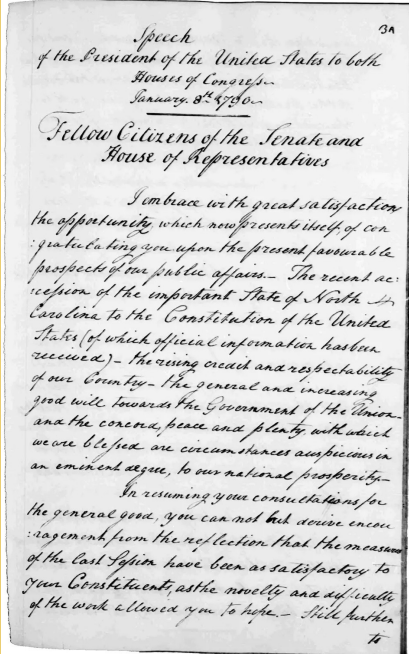 3A
Speech
of the President of the United States to both
Houses of Congress
January 8th 1790
Fellow Citizens of the Senate and
House of Representatives
I embrace with great satisfaction
the opportunity, which now presents itself, of con
:gratulating you upon the present favourable
prospects of our public affairs.— The recent ac:
:cession of the important State of North
Carolina to the Constitution of the United
States (of which official information has been
received) – the rising credit and respectability
of our Country – the general and increasing
good will towards the Government of the Union–
and the concord, peace and plenty, with which
we are blessed are circumstances auspicious in
an eminent degree, to our national prosperity–
In resuming your consultations for
the general good, you can not but derive encou
:ragement from the reflection that the measures
of the last Session have been as satisfactory to
your Constituents, as the novelty and difficulty
of the work allowed you to hope – Still further
to